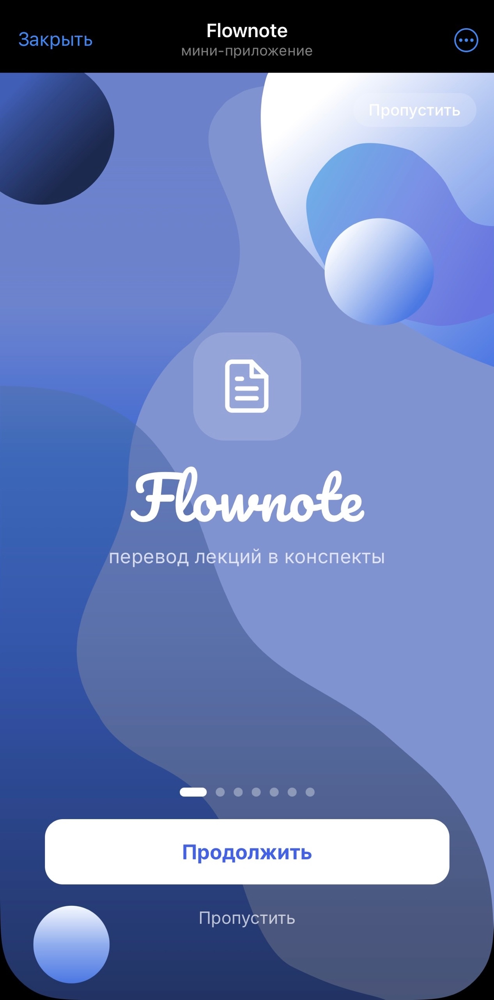 Закрыть
Flownote
мини-приложение
Пропустить
Flownote
перевод лекций в конспекты
Продолжить
Пропустить